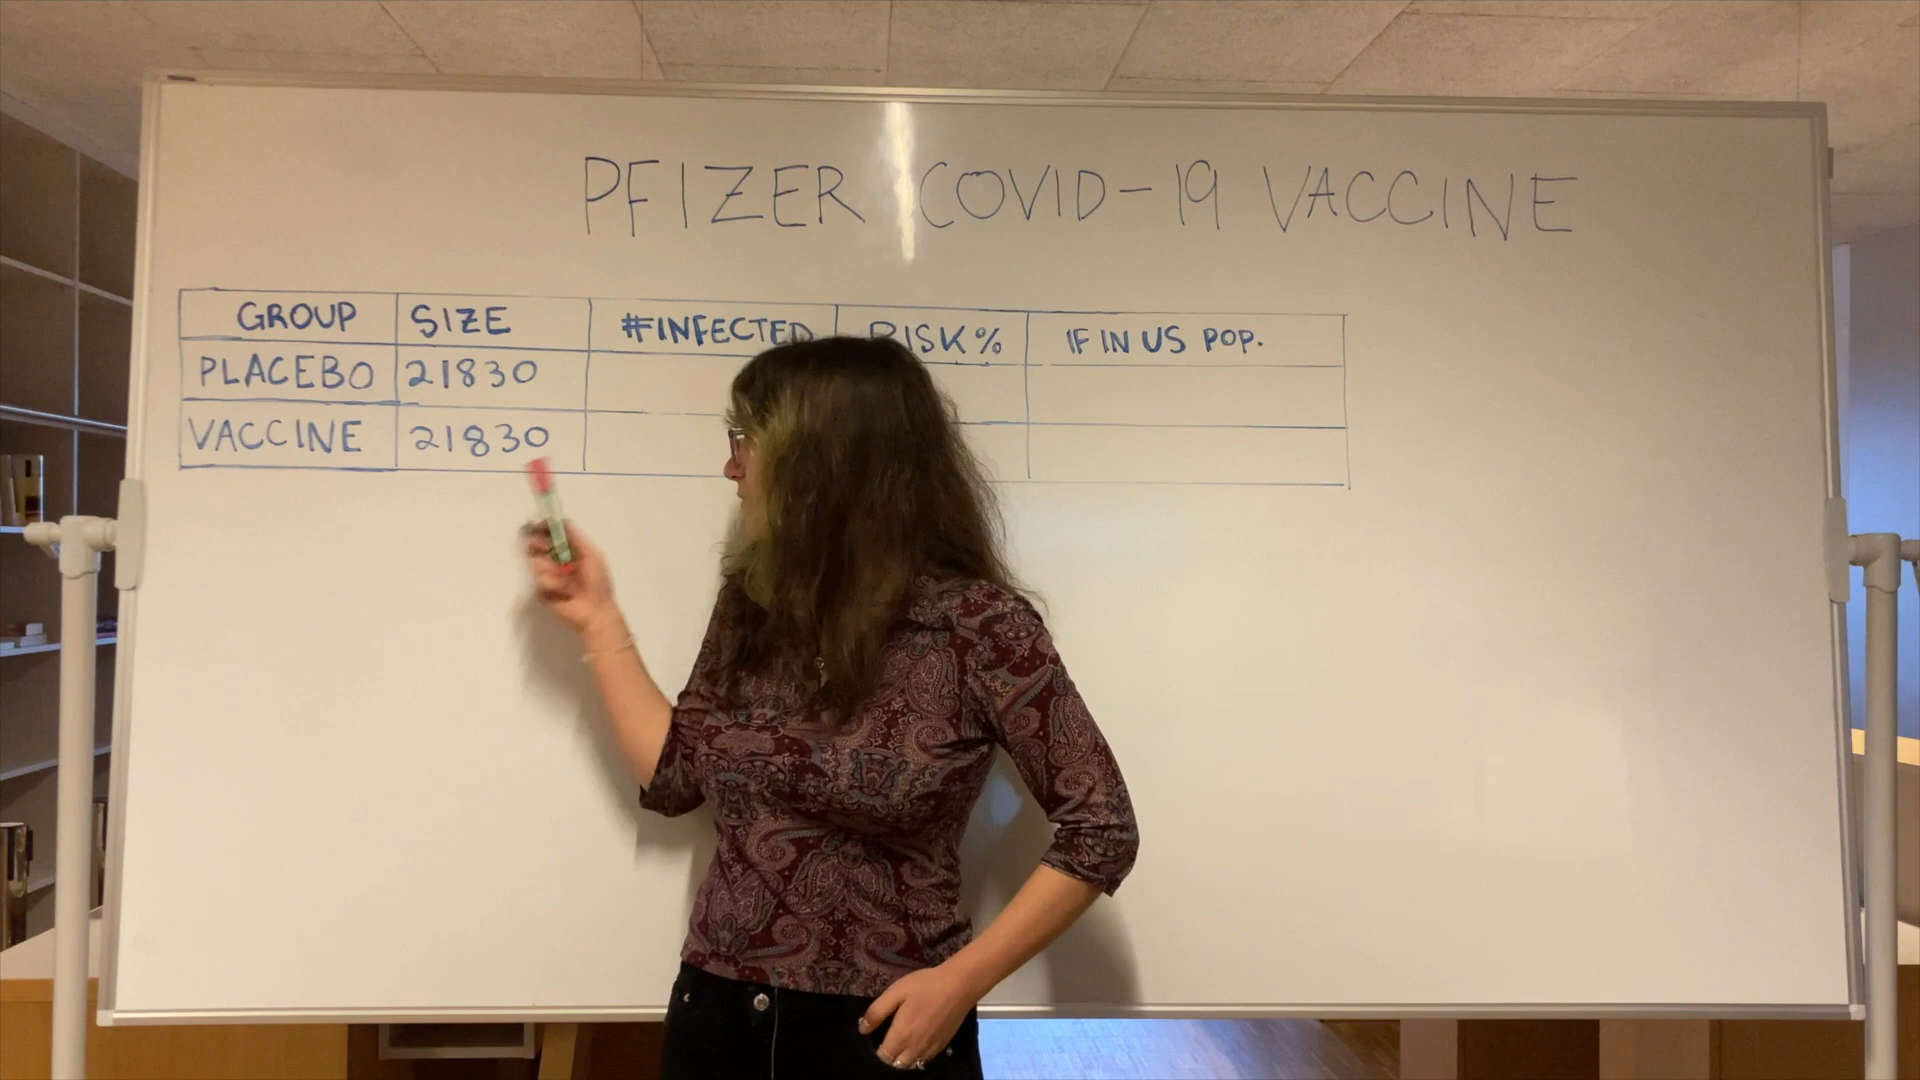 PFIZER COVID-19 VACCINE
GROUP SIZE #INFECTED RISK% IF IN US POP.
PLACEBO 21830
VACCINE 21830